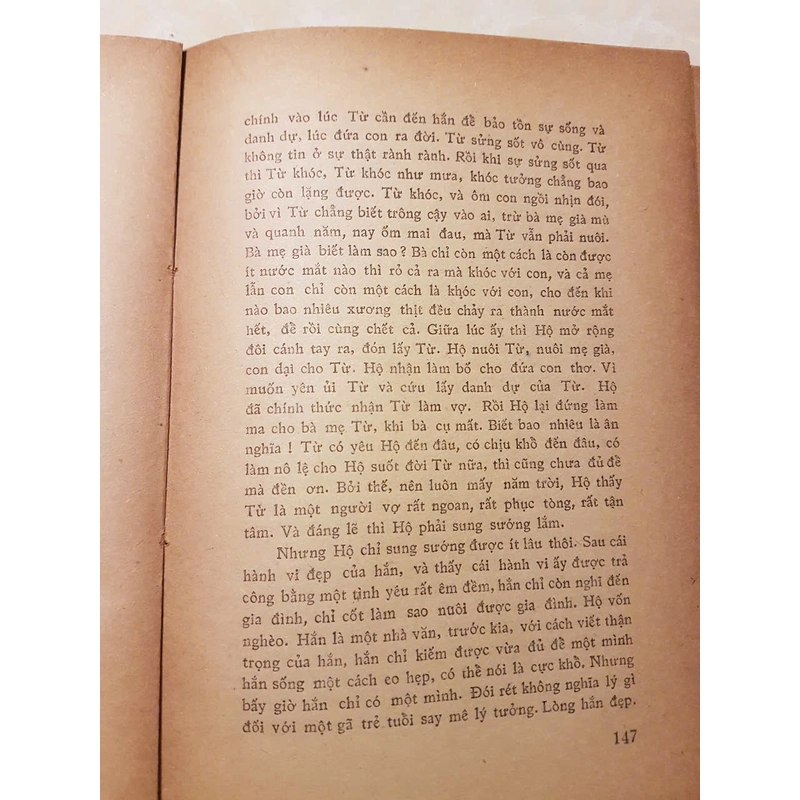 chính vào lúc Từ cần đến hắn để bảo tồn sự sống và
danh dự, lúc đứa con ra đời. Từ sửng sốt vô cùng. Từ
không tin ở sự thật rành rành. Rồi khi sự sửng sốt qua
thì Từ khóc, Từ khóc như mưa, khóc tưởng chẳng bao
giờ còn lặng được. Từ khóc, và ôm con ngồi nhịn đói,
bởi vì Từ chẳng biết trông cậy vào ai, trừ bà mẹ già mù
và quanh năm, nay ốm mai đau, mà Từ vẫn phải nuôi.
Bà mẹ già biết làm sao ? Bà chỉ còn một cách là còn được
ít nước mắt nào thì rỏ cả ra mà khóc với con, và cả mẹ
lẫn con chỉ còn một cách là khóc với con, cho đến khi
nào bao nhiêu xương thịt đều chảy ra thành nước mắt
hết, để rồi cùng chết cả. Giữa lúc ấy thì Hộ mở rộng
đôi cánh tay ra, đón lấy Từ. Hộ nuôi Từ, nuôi mẹ già,
con dại cho Từ. Hộ nhận làm bố cho đứa con thơ. Vì
muốn yên ủi Từ và cứu lấy danh dự của Từ. Hộ
đã chính thức nhận Từ làm vợ. Rồi Hộ lại đứng làm
ma cho bà mẹ Từ, khi bà cụ mất. Biết bao nhiêu là ân
nghĩa ! Từ có yêu Hộ đến đâu, có chịu khổ đến đâu, có
làm nô lệ cho Hộ suốt đời Từ nữa, thì cũng chưa đủ để
mà đền ơn. Bởi thế, nên luôn mấy năm trời, Hộ thấy
Từ là một người vợ rất ngoan, rất phục tòng, rất tận
tâm. Và đáng lẽ thì Hộ phải sung sướng lắm.
Nhưng Hộ chỉ sung sướng được ít lâu thôi. Sau cái
hành vi đẹp của hắn, và thấy cái hành vi ấy được trả
công bằng một tình yêu rất êm đềm, hắn chỉ còn nghĩ đến
gia đình, chỉ cốt làm sao nuôi được gia đình. Hộ vốn
nghèo. Hắn là một nhà văn, trước kia, với cách viết thận
trọng của hắn, hắn chỉ kiếm được vừa đủ để một mình
hắn sống một cách eo hẹp, có thể nói là cực khổ. Nhưng
bấy giờ hắn chỉ có một mình. Đói rét không nghĩa lý gì
đối với một gã trẻ tuổi say mê lý tưởng. Lòng hắn đẹp.
147